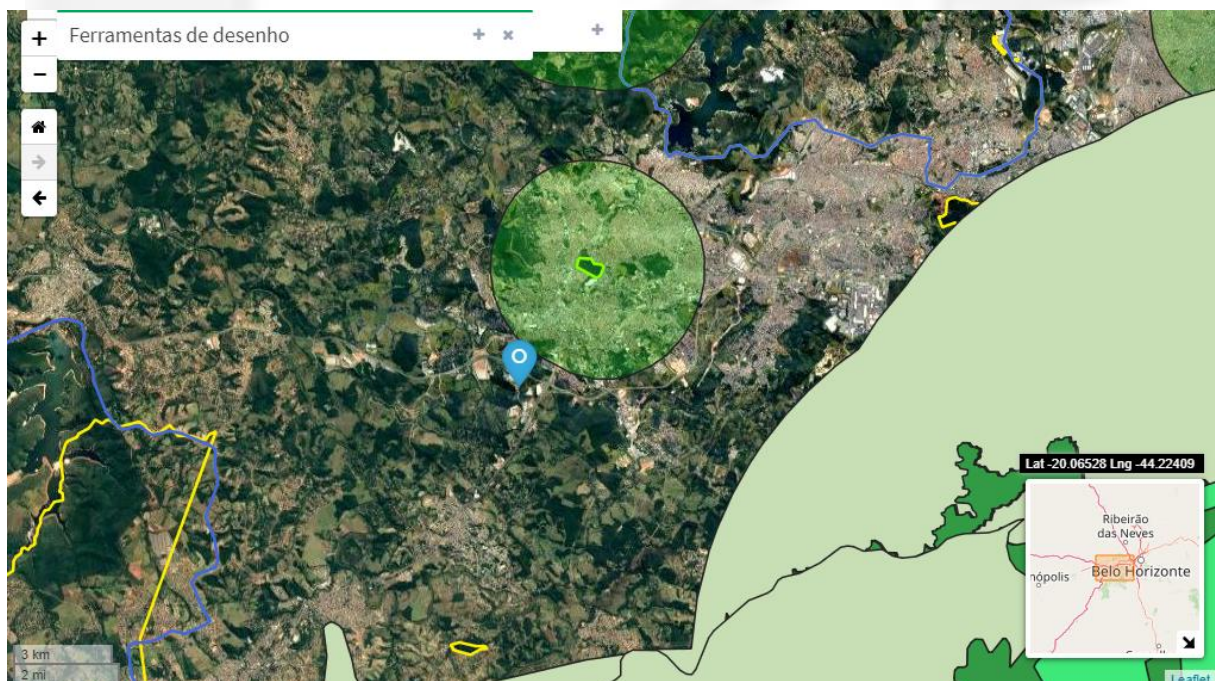 +
Ferramentas de desenho
+ ×
+
−
Lat -20.06528 Lng -44.22409
Ribeirão
das Neves
nópolis
Belo Horizonte
3 km
2 mi
Leaflet